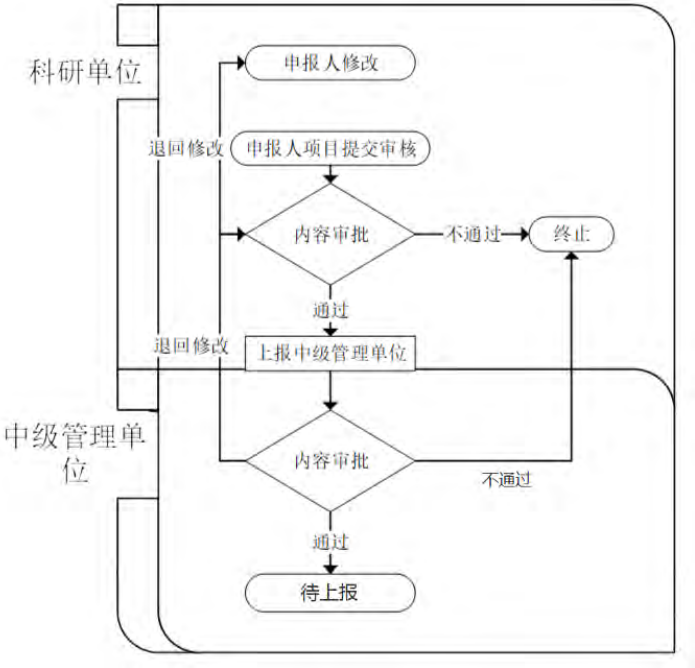 申报人修改
科研单位
退回修改
申报人项目提交审核
内容审批
不通过
终止
通过
退回修改
上报中级管理单位
中级管理单
位
内容审批
不通过
通过
待上报